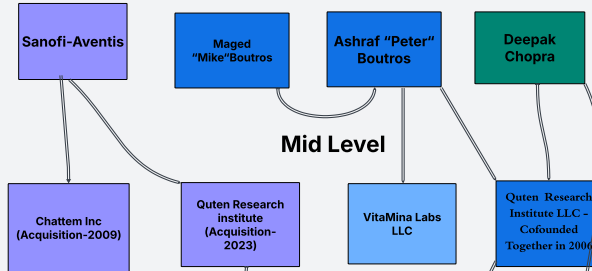 Sanofi-Aventis
Maged
“Mike”Boutros
Ashraf “Peter“
Boutros
Deepak
Chopra
Mid Level
Chattem Inc
(Acquisition-2009)
Quten Research
institute
(Acquisition-
2023)
VitaMina Labs
LLC
Quten Research
Institute LLC -
Cofounded
Together in 2006